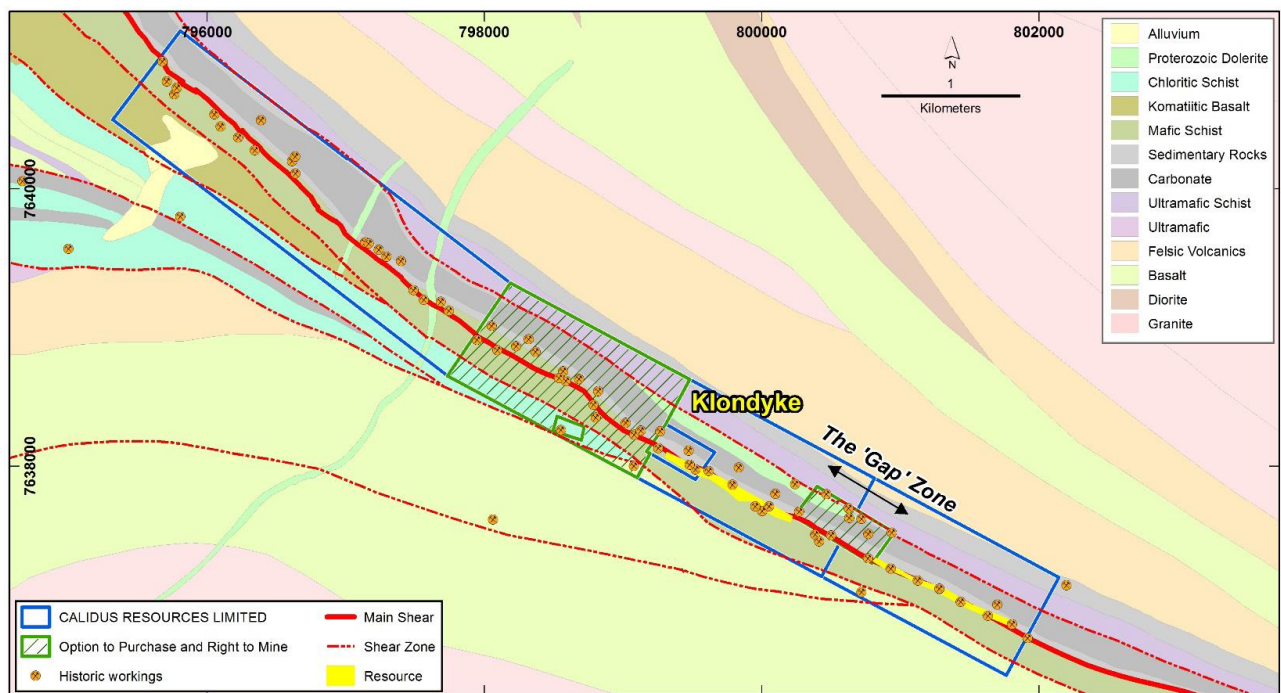 796000
798000
800000
802000
N
1
Kilometers
Alluvium
Proterozoic Dolerite
Chloritic Schist
Komatiitic Basalt
Mafic Schist
Sedimentary Rocks
Carbonate
Ultramafic Schist
Ultramafic
Felsic Volcanics
Basalt
Diorite
Granite
7640000
Klondyke
The 'Gap' Zone
7638000
CALIDUS RESOURCES LIMITED
Main Shear
Option to Purchase and Right to Mine
Shear Zone
Historic workings
Resource